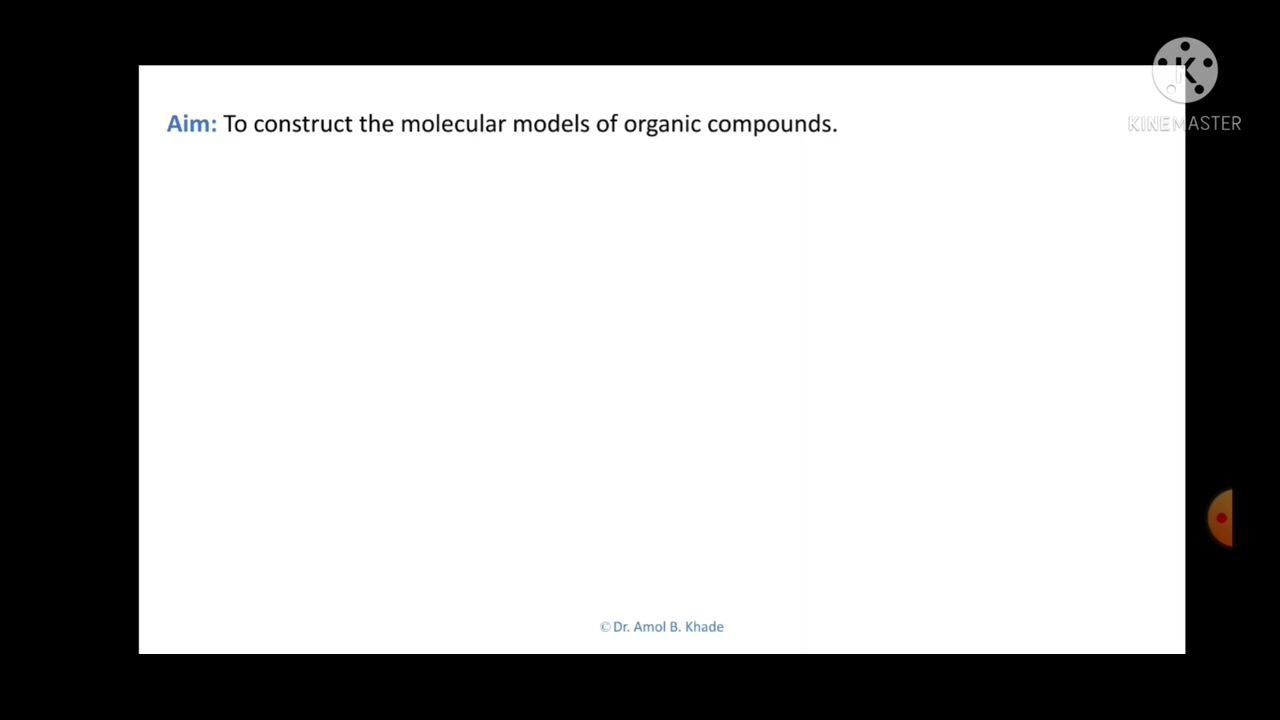 Aim: To construct the molecular models of organic compounds.
K
KINEMASTER
© Dr. Amol B. Khade